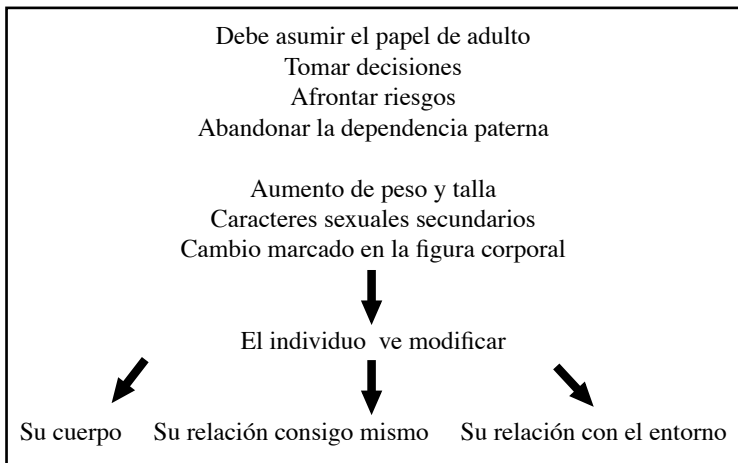 Debe asumir el papel de adulto
Tomar decisiones
Afrontar riesgos
Abandonar la dependencia paterna
Aumento de peso y talla
Caracteres sexuales secundarios
Cambio marcado en la figura corporal
El individuo ve modificar
Su cuerpo Su relación consigo mismo Su relación con el entorno